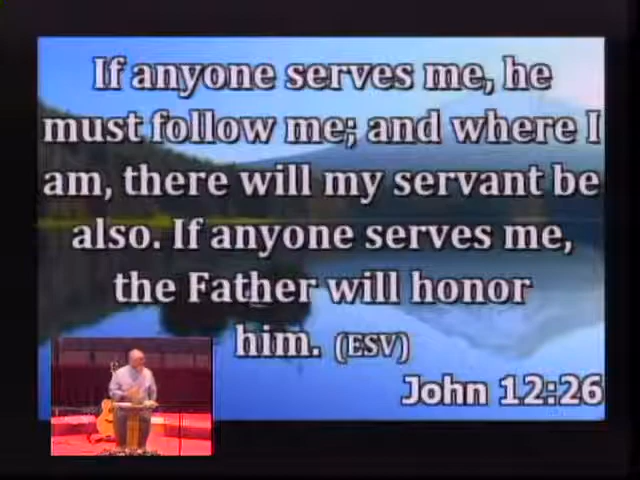 If anyone serves me, he
must follow me; and where I
am, there will my servant be
also. If anyone serves me,
the Father will honor
him. (ESV)
John 12:26